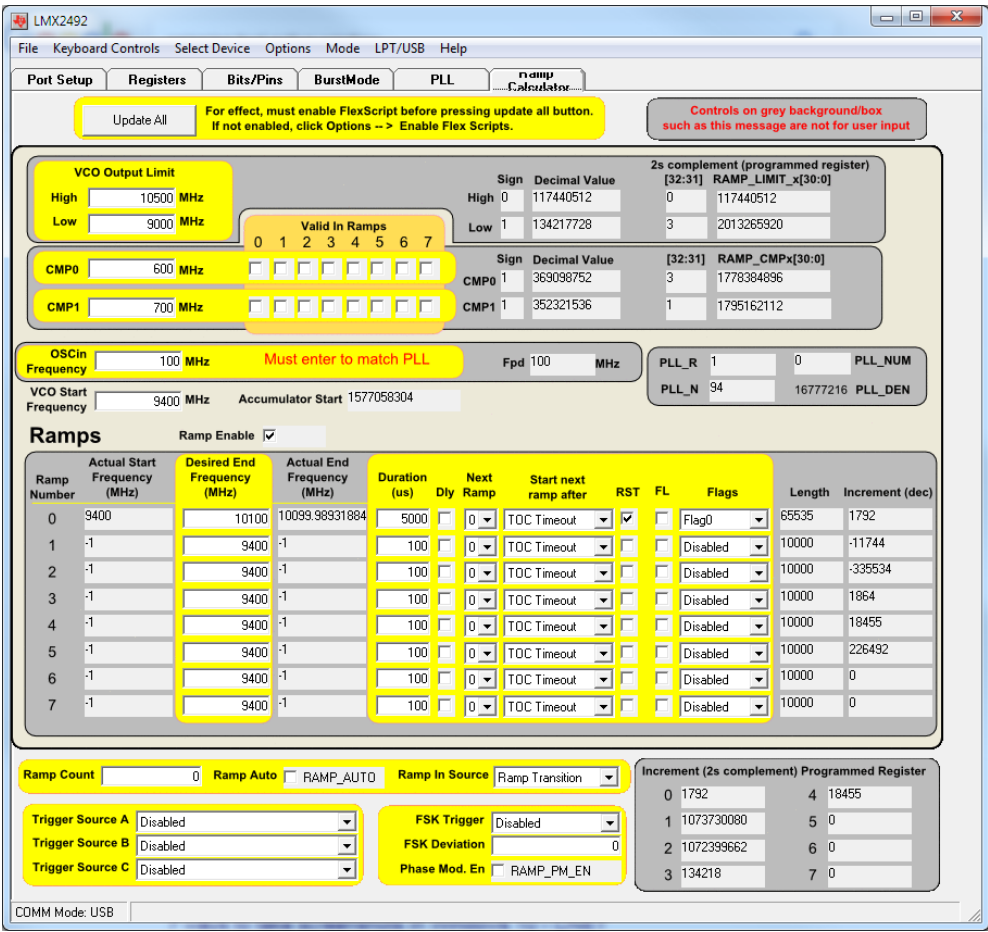 LMX2492
File Keyboard Controls Select Device Options Mode LPT/USB Help
Port Setup Registers Bits/Pins BurstMode PLL Ramp Calculator
Update All
For effect, must enable FlexScript before pressing update all button.
If not enabled, click Options --> Enable Flex Scripts.
Controls on grey background/box
such as this message are not for user input
VCO Output Limit
High 10500 MHz
Low 9000 MHz
Valid In Ramps
0 1 2 3 4 5 6 7
2s complement (programmed register)
Sign Decimal Value [32:31] RAMP_LIMIT_x[30:0]
High 0 117440512 0 117440512
Low 1 134217728 3 2013265920
Sign Decimal Value [32:31] RAMP_CMPx[30:0]
CMP0 600 MHz CMP0 1 369098752 3 1778384896
CMP1 700 MHz CMP1 1 352321536 1 1795162112
OSCin
Frequency 100 MHz Must enter to match PLL Fpd 100 MHz
PLL_R 1 0 PLL_NUM
PLL_N 94 16777216 PLL_DEN
VCO Start
Frequency 9400 MHz Accumulator Start 1577058304
Ramps Ramp Enable
Ramp Number Actual Start Frequency (MHz) Desired End Frequency (MHz) Actual End Frequency (MHz) Duration (us) Dly Next Ramp Start next ramp after RST FL Flags Length Increment (dec)
0 9400 10100 10099.98931884 5000 0 TOC Timeout Flag0 65535 1792
1 -1 9400 -1 100 0 TOC Timeout Disabled 10000 -11744
2 -1 9400 -1 100 0 TOC Timeout Disabled 10000 -335534
3 -1 9400 -1 100 0 TOC Timeout Disabled 10000 1864
4 -1 9400 -1 100 0 TOC Timeout Disabled 10000 18455
5 -1 9400 -1 100 0 TOC Timeout Disabled 10000 226492
6 -1 9400 -1 100 0 TOC Timeout Disabled 10000 0
7 -1 9400 -1 100 0 TOC Timeout Disabled 10000 0
Ramp Count 0 Ramp Auto RAMP_AUTO Ramp In Source Ramp Transition
Trigger Source A Disabled
Trigger Source B Disabled
Trigger Source C Disabled
FSK Trigger Disabled
FSK Deviation 0
Phase Mod. En RAMP_PM_EN
Increment (2s complement) Programmed Register
0 1792 4 18455
1 1073730080 5 0
2 1072399662 6 0
3 134218 7 0
COMM Mode: USB